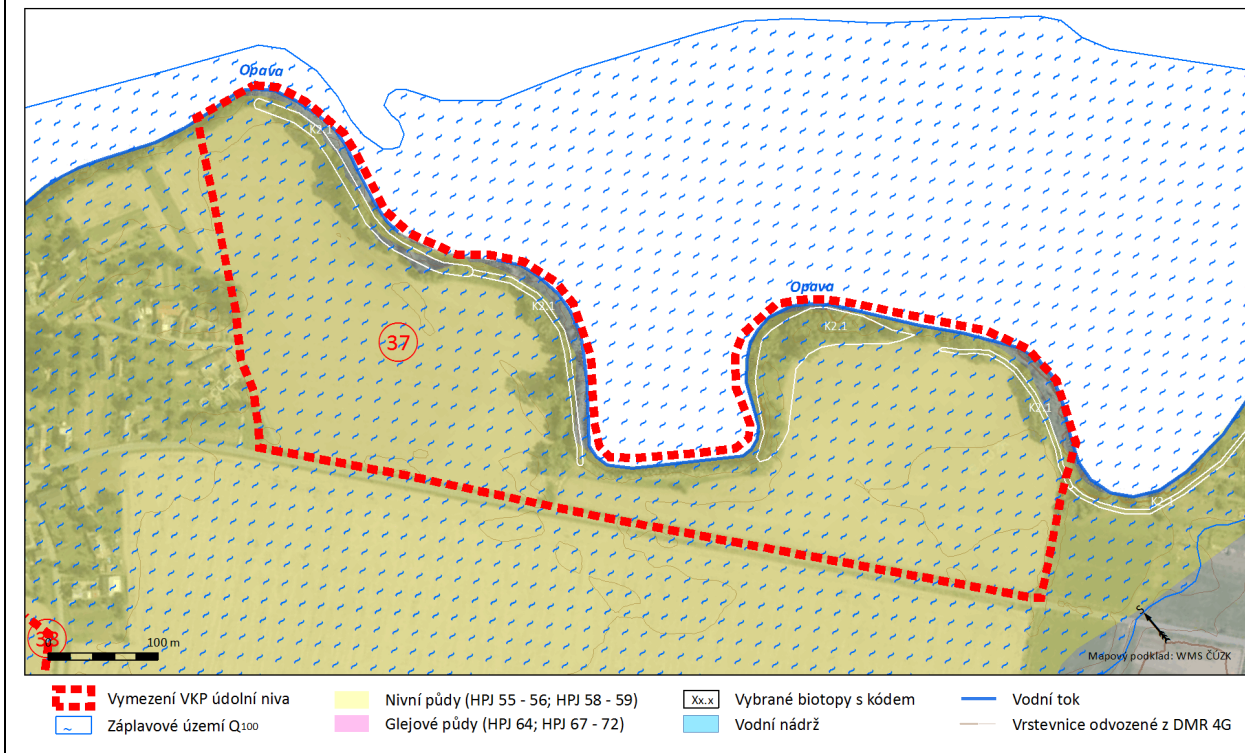 Opava
K2.1
K2.1
Opava
K2.1
37
K2.1
K2.1
S
38
0
100 m
Mapový podklad: WMS ČÚZK
Vymezení VKP údolní niva
Nivní půdy (HPJ 55 - 56; HPJ 58 - 59)
Xx.x
Vybrané biotopy s kódem
Vodní tok
Záplavové území Q100
Glejové půdy (HPJ 64; HPJ 67 - 72)
Vodní nádrž
Vrstevnice odvozené z DMR 4G